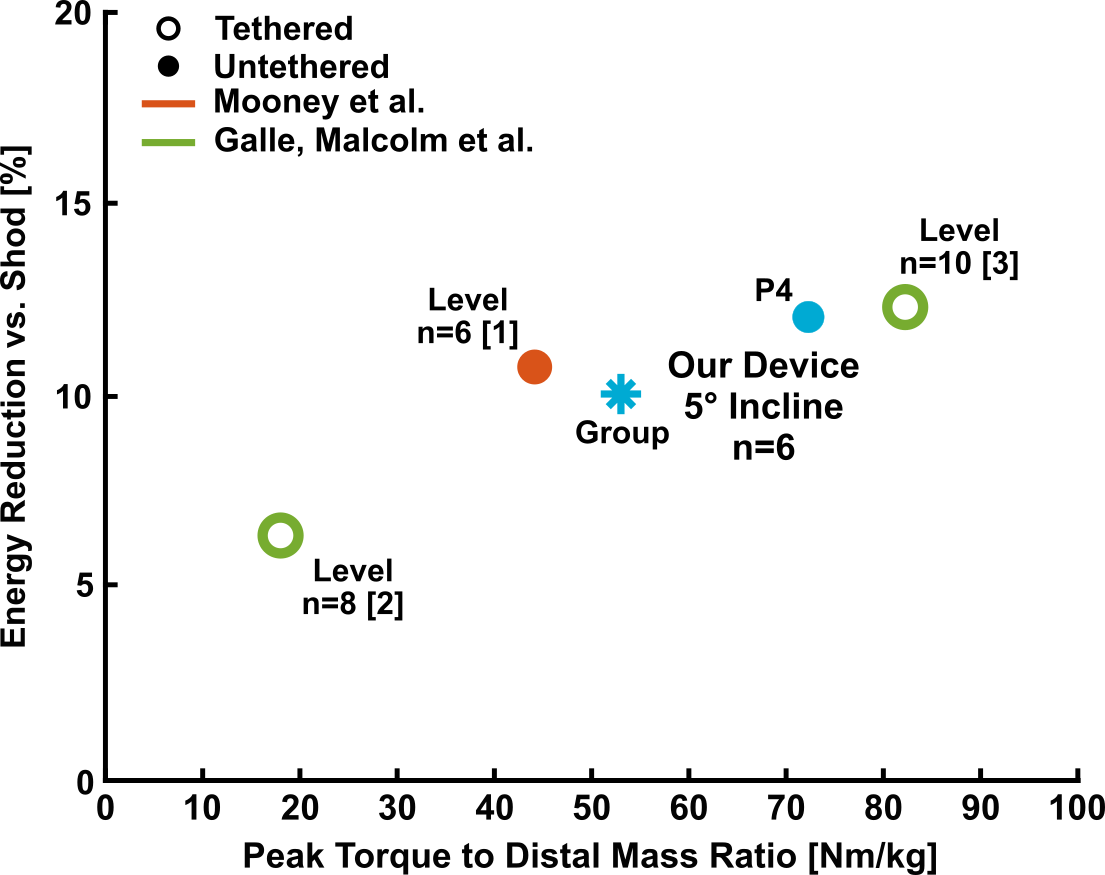 Tethered
Untethered
Mooney et al.
Galle, Malcolm et al.
Energy Reduction vs. Shod [%]
20
15
10
5
0
Level
n=10 [3]
P4
Level
n=6 [1]
Our Device
5° Incline
n=6
Group
Level
n=8 [2]
0 10 20 30 40 50 60 70 80 90 100
Peak Torque to Distal Mass Ratio [Nm/kg]